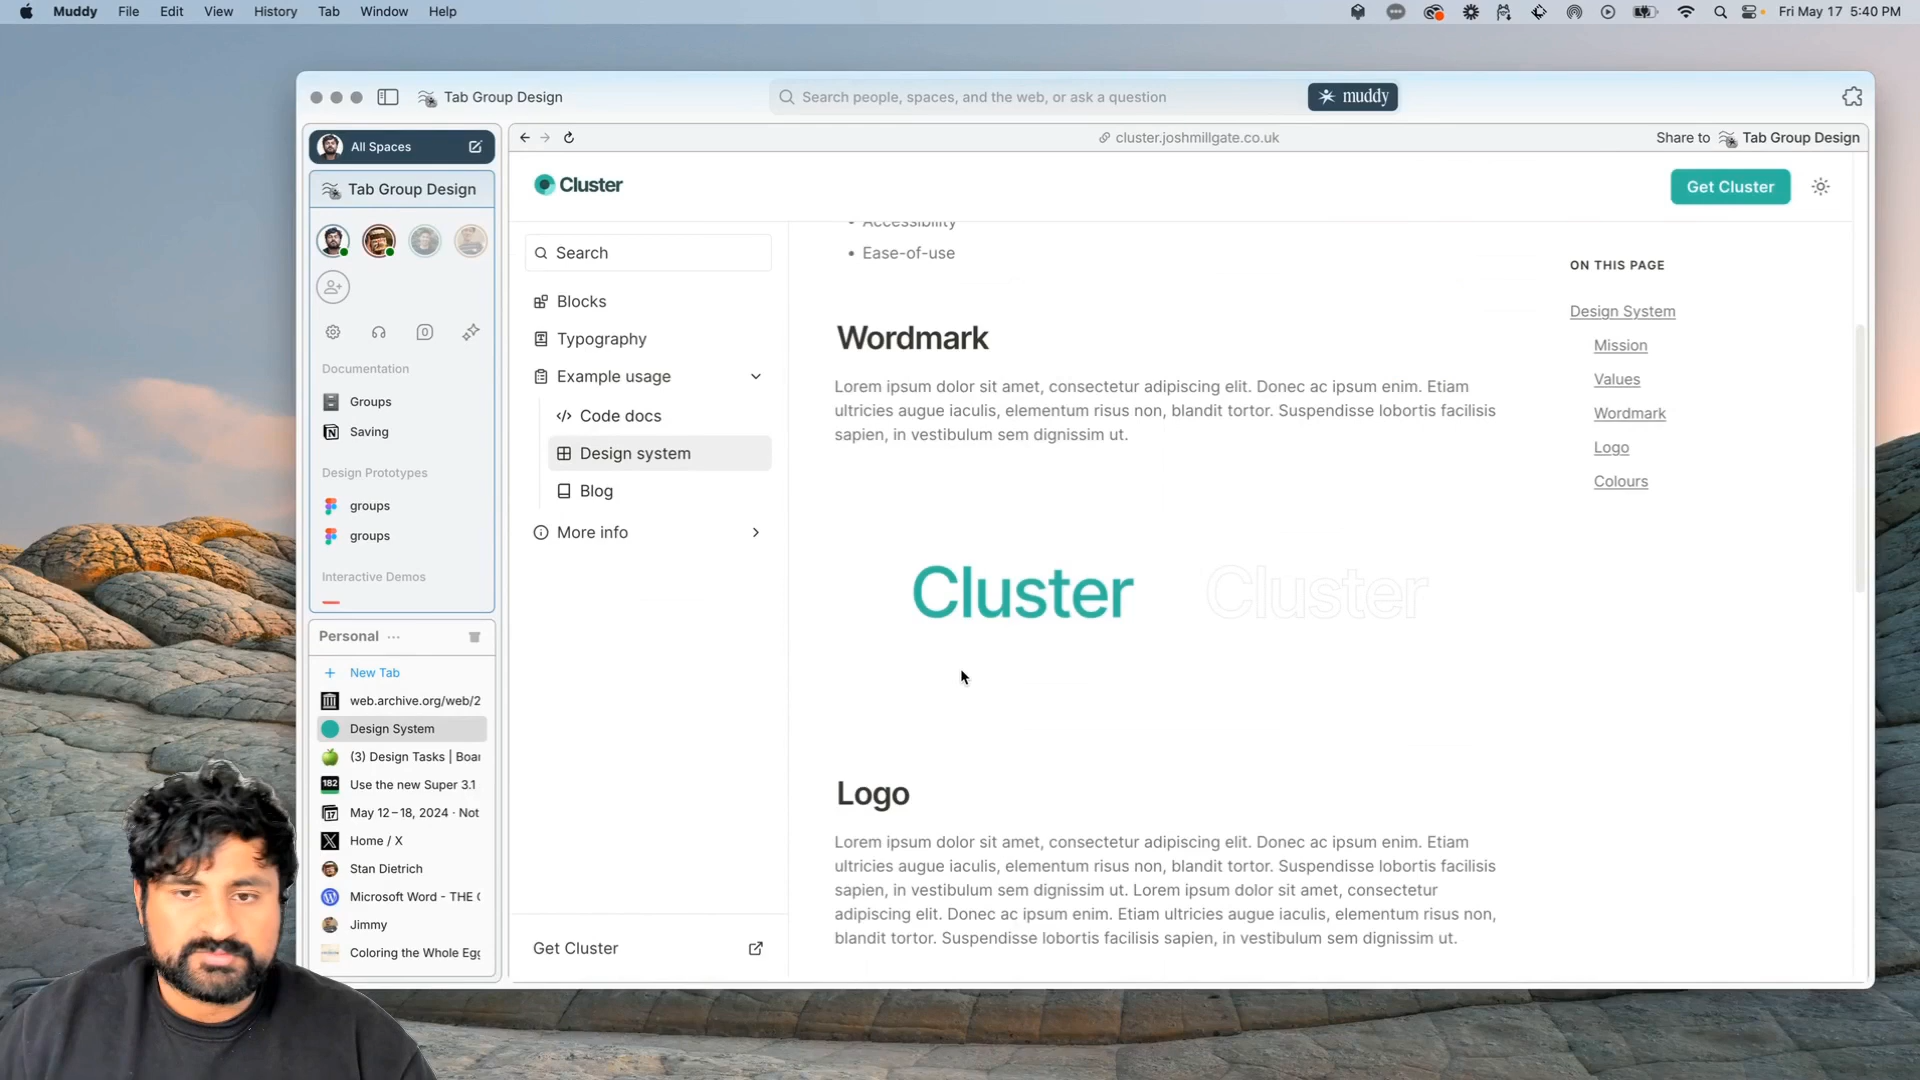 Muddy File Edit View History Tab Window Help
Fri May 17 5:40 PM
Tab Group Design
Search people, spaces, and the web, or ask a question
muddy
All Spaces
cluster.joshmillgate.co.uk
Share to Tab Group Design
Tab Group Design
Documentation
Groups
Saving
Design Prototypes
groups
groups
Interactive Demos
Personal ...
New Tab
web.archive.org/web/2
Design System
(3) Design Tasks | Boar
182 Use the new Super 3.1
17 May 12 – 18, 2024 · Not
Home / X
Stan Dietrich
Microsoft Word - THE C
Jimmy
Coloring the Whole Egg
Cluster
Get Cluster
Search
Blocks
Typography
Example usage
Code docs
Design system
Blog
More info
Get Cluster
• Accessibility
• Ease-of-use
Wordmark
Lorem ipsum dolor sit amet, consectetur adipiscing elit. Donec ac ipsum enim. Etiam
ultricies augue iaculis, elementum risus non, blandit tortor. Suspendisse lobortis facilisis
sapien, in vestibulum sem dignissim ut.
Cluster Cluster
Logo
Lorem ipsum dolor sit amet, consectetur adipiscing elit. Donec ac ipsum enim. Etiam
ultricies augue iaculis, elementum risus non, blandit tortor. Suspendisse lobortis facilisis
sapien, in vestibulum sem dignissim ut. Lorem ipsum dolor sit amet, consectetur
adipiscing elit. Donec ac ipsum enim. Etiam ultricies augue iaculis, elementum risus non,
blandit tortor. Suspendisse lobortis facilisis sapien, in vestibulum sem dignissim ut.
ON THIS PAGE
Design System
Mission
Values
Wordmark
Logo
Colours